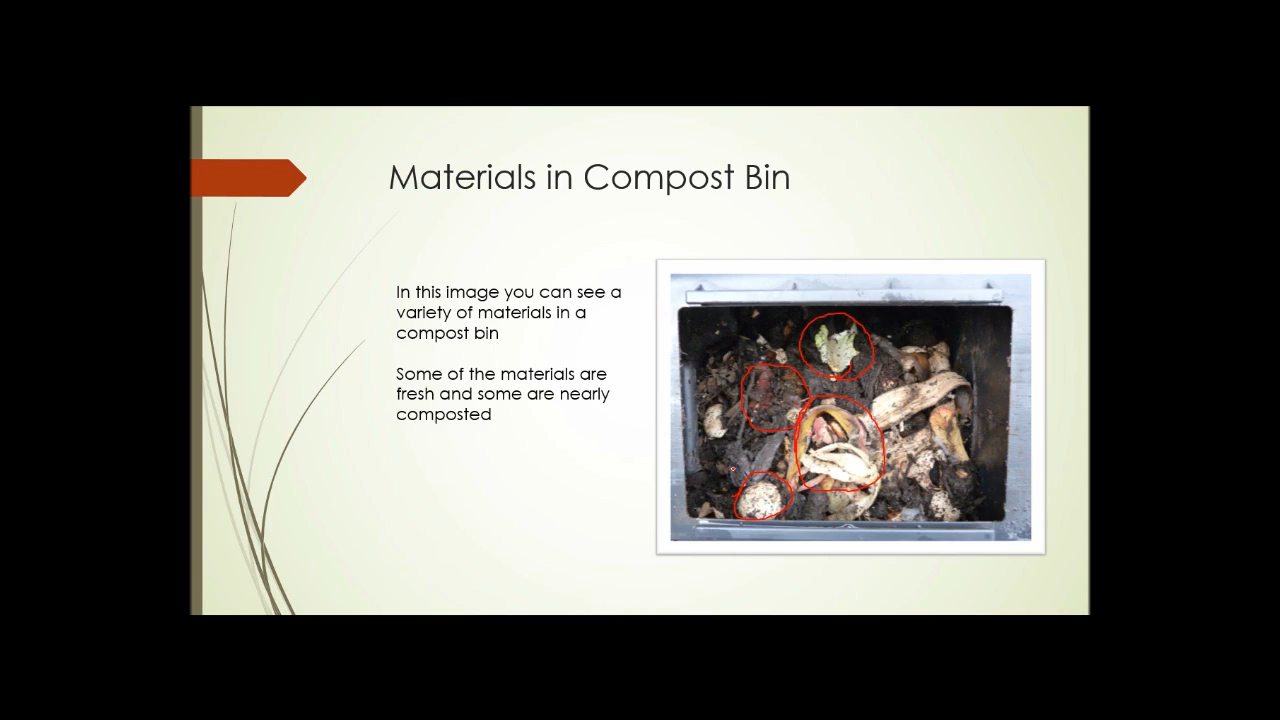 Materials in Compost Bin
In this image you can see a
variety of materials in a
compost bin
Some of the materials are
fresh and some are nearly
composted